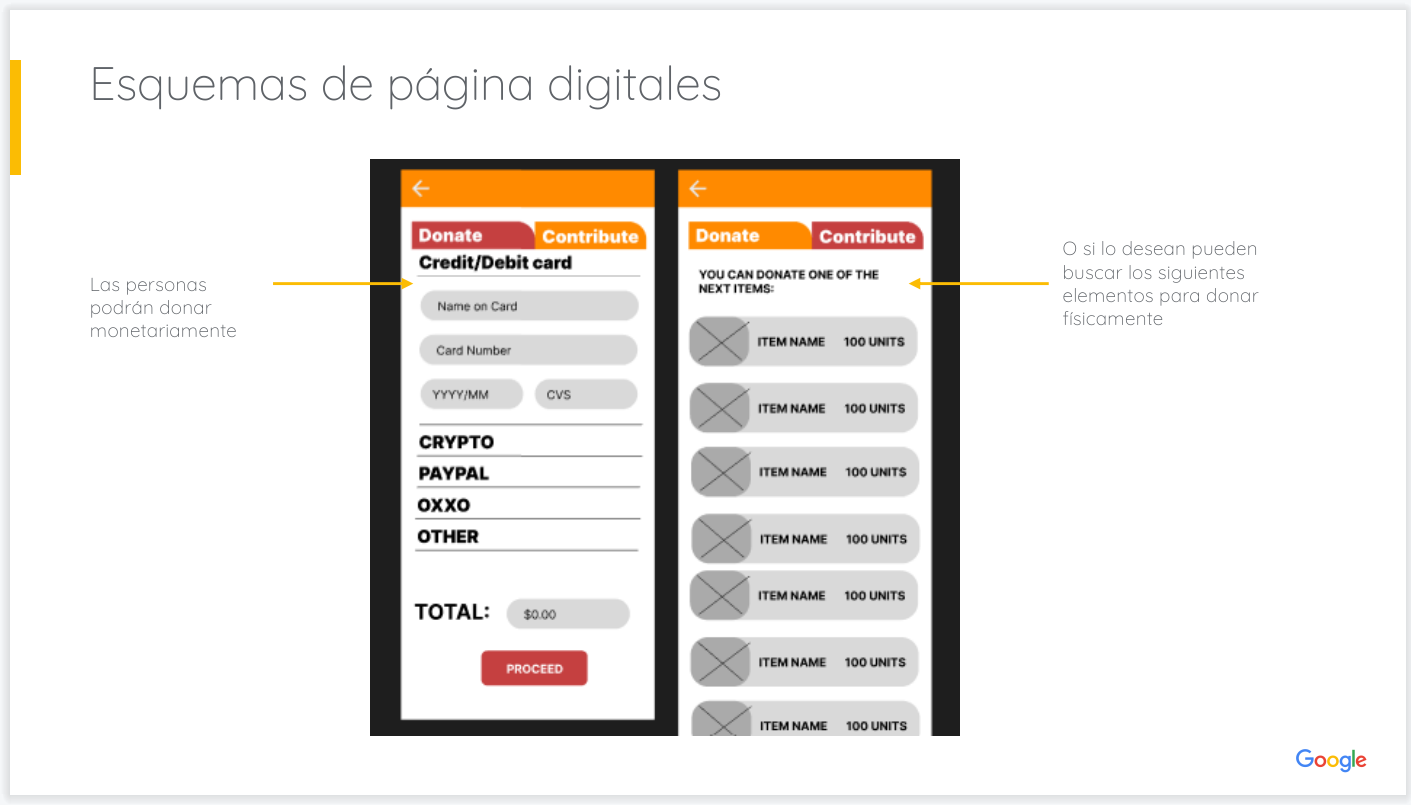 Esquemas de página digitales
Las personas
podrán donar
monetariamente
Donate
Contribute
Credit/Debit card
Name on Card
Card Number
YYYY/MM
CVS
CRYPTO
PAYPAL
OXXO
OTHER
TOTAL:
$0.00
PROCEED
Donate
Contribute
YOU CAN DONATE ONE OF THE
NEXT ITEMS:
ITEM NAME 100 UNITS
ITEM NAME 100 UNITS
ITEM NAME 100 UNITS
ITEM NAME 100 UNITS
ITEM NAME 100 UNITS
ITEM NAME 100 UNITS
ITEM NAME 100 UNITS
O si lo desean pueden
buscar los siguientes
elementos para donar
físicamente
Google